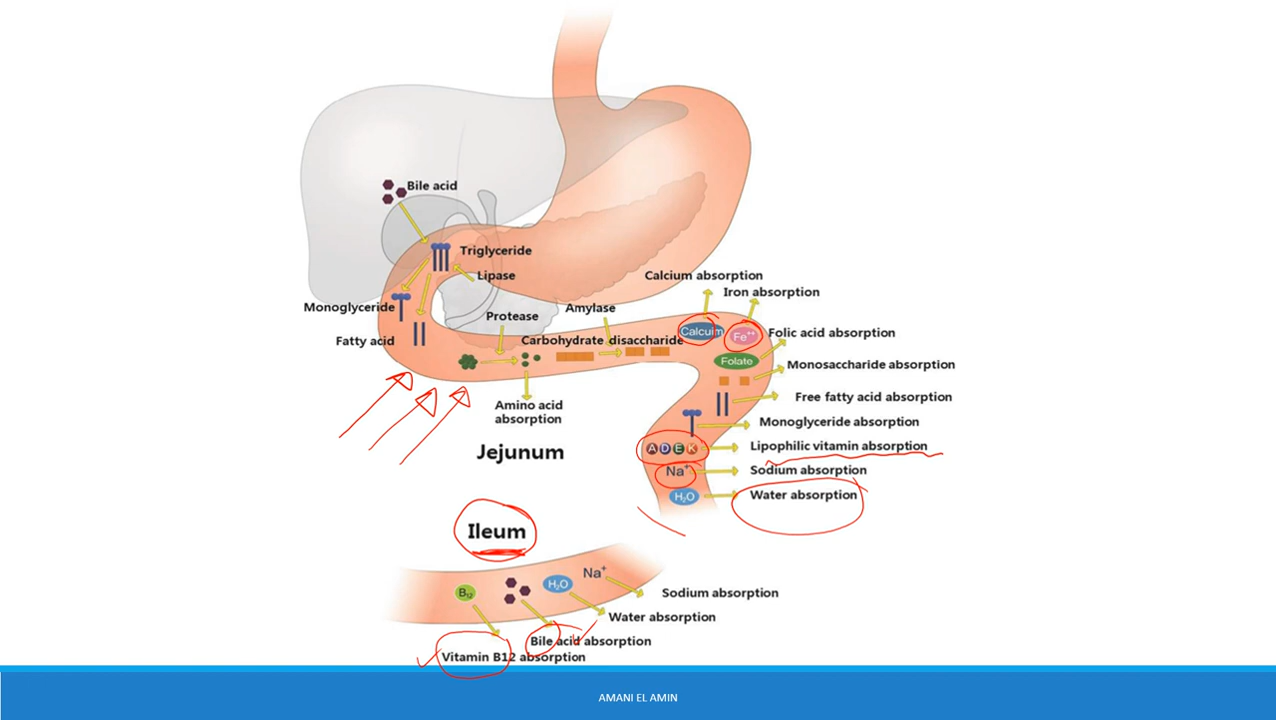 Bile acid
Triglyceride
Lipase
Calcium absorption
Iron absorption
Monoglyceride
Protease
Amylase
Calcuim
Fe++
Folic acid absorption
Fatty acid
Carbohydrate disaccharide
Folate
Monosaccharide absorption
Amino acid
absorption
Free fatty acid absorption
Monoglyceride absorption
Jejunum
A D E K
Lipophilic vitamin absorption
Na+
Sodium absorption
H2O
Water absorption
Ileum
B12
H2O
Na+
Sodium absorption
Water absorption
Bile acid absorption
Vitamin B12 absorption
AMANI EL AMIN